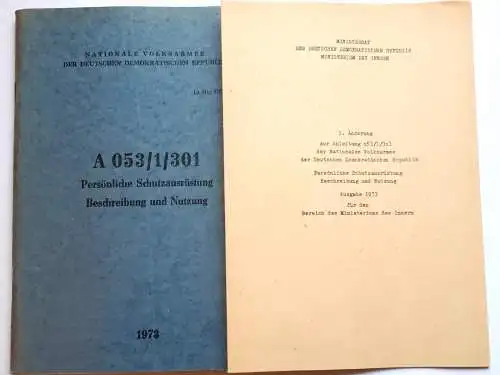 NATIONALE VOLKSARMEE
DER DEUTSCHEN DEMOKRATISCHEN REPUBLIK
A 053/1/301
Persönliche Schutzausrüstung
Beschreibung und Nutzung
1973
MINISTERRAT
DER DEUTSCHEN DEMOKRATISCHEN REPUBLIK
MINISTERIUM DES INNERN
1. Änderung
zur Anleitung 053/1/301
der Nationalen Volksarmee
der Deutschen Demokratischen Republik
Persönliche Schutzausrüstung
Beschreibung und Nutzung
Ausgabe 1973
für den
Bereich des Ministeriums des Innern